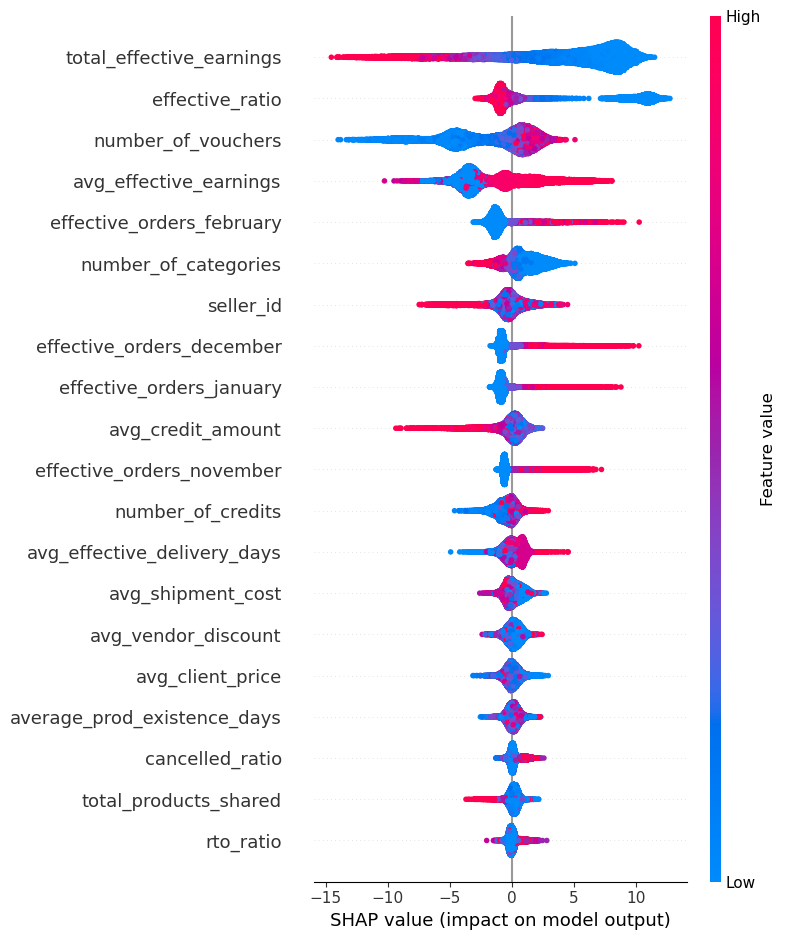 High
total_effective_earnings
effective_ratio
number_of_vouchers
avg_effective_earnings
effective_orders_february
number_of_categories
seller_id
effective_orders_december
effective_orders_january
avg_credit_amount
effective_orders_november
number_of_credits
avg_effective_delivery_days
avg_shipment_cost
avg_vendor_discount
avg_client_price
average_prod_existence_days
cancelled_ratio
total_products_shared
rto_ratio
Feature value
Low
−15 −10 −5 0 5 10
SHAP value (impact on model output)